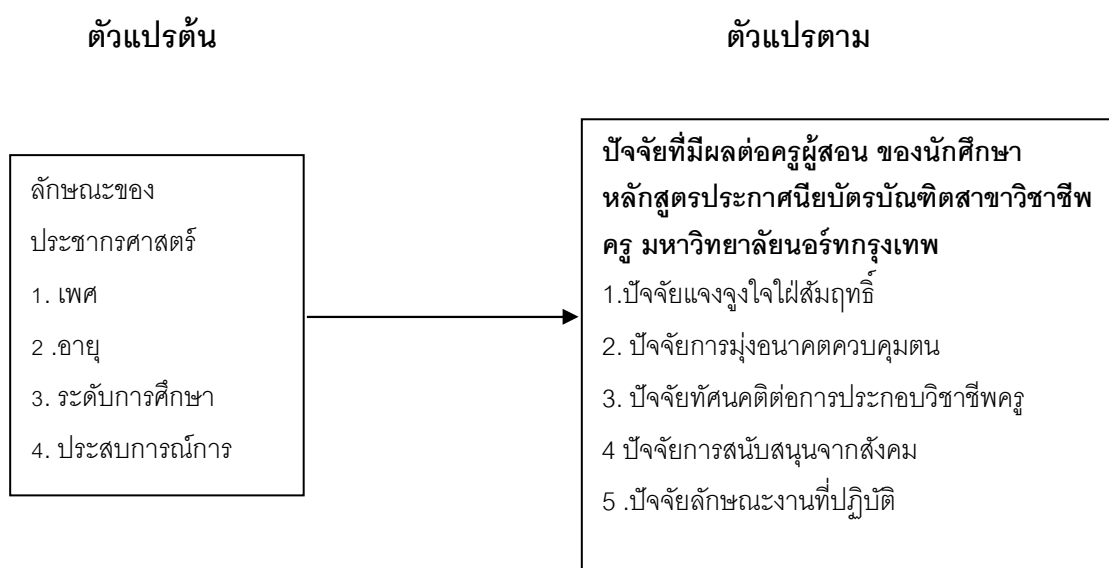 ตัวแปรต้น
ตัวแปรตาม
ลักษณะของ
ประชากรศาสตร์
1. เพศ
2 .อายุ
3. ระดับการศึกษา
4. ประสบการณ์การ
ปัจจัยที่มีผลต่อครูผู้สอน ของนักศึกษา
หลักสูตรประกาศนียบัตรบัณฑิตสาขาวิชาชีพ
ครู มหาวิทยาลัยนอร์ทกรุงเทพ
1.ปัจจัยแจงจูงใจใฝ่สัมฤทธิ์
2. ปัจจัยการมุ่งอนาคตควบคุมตน
3. ปัจจัยทัศนคติต่อการประกอบวิชาชีพครู
4 ปัจจัยการสนับสนุนจากสังคม
5 .ปัจจัยลักษณะงานที่ปฏิบัติ